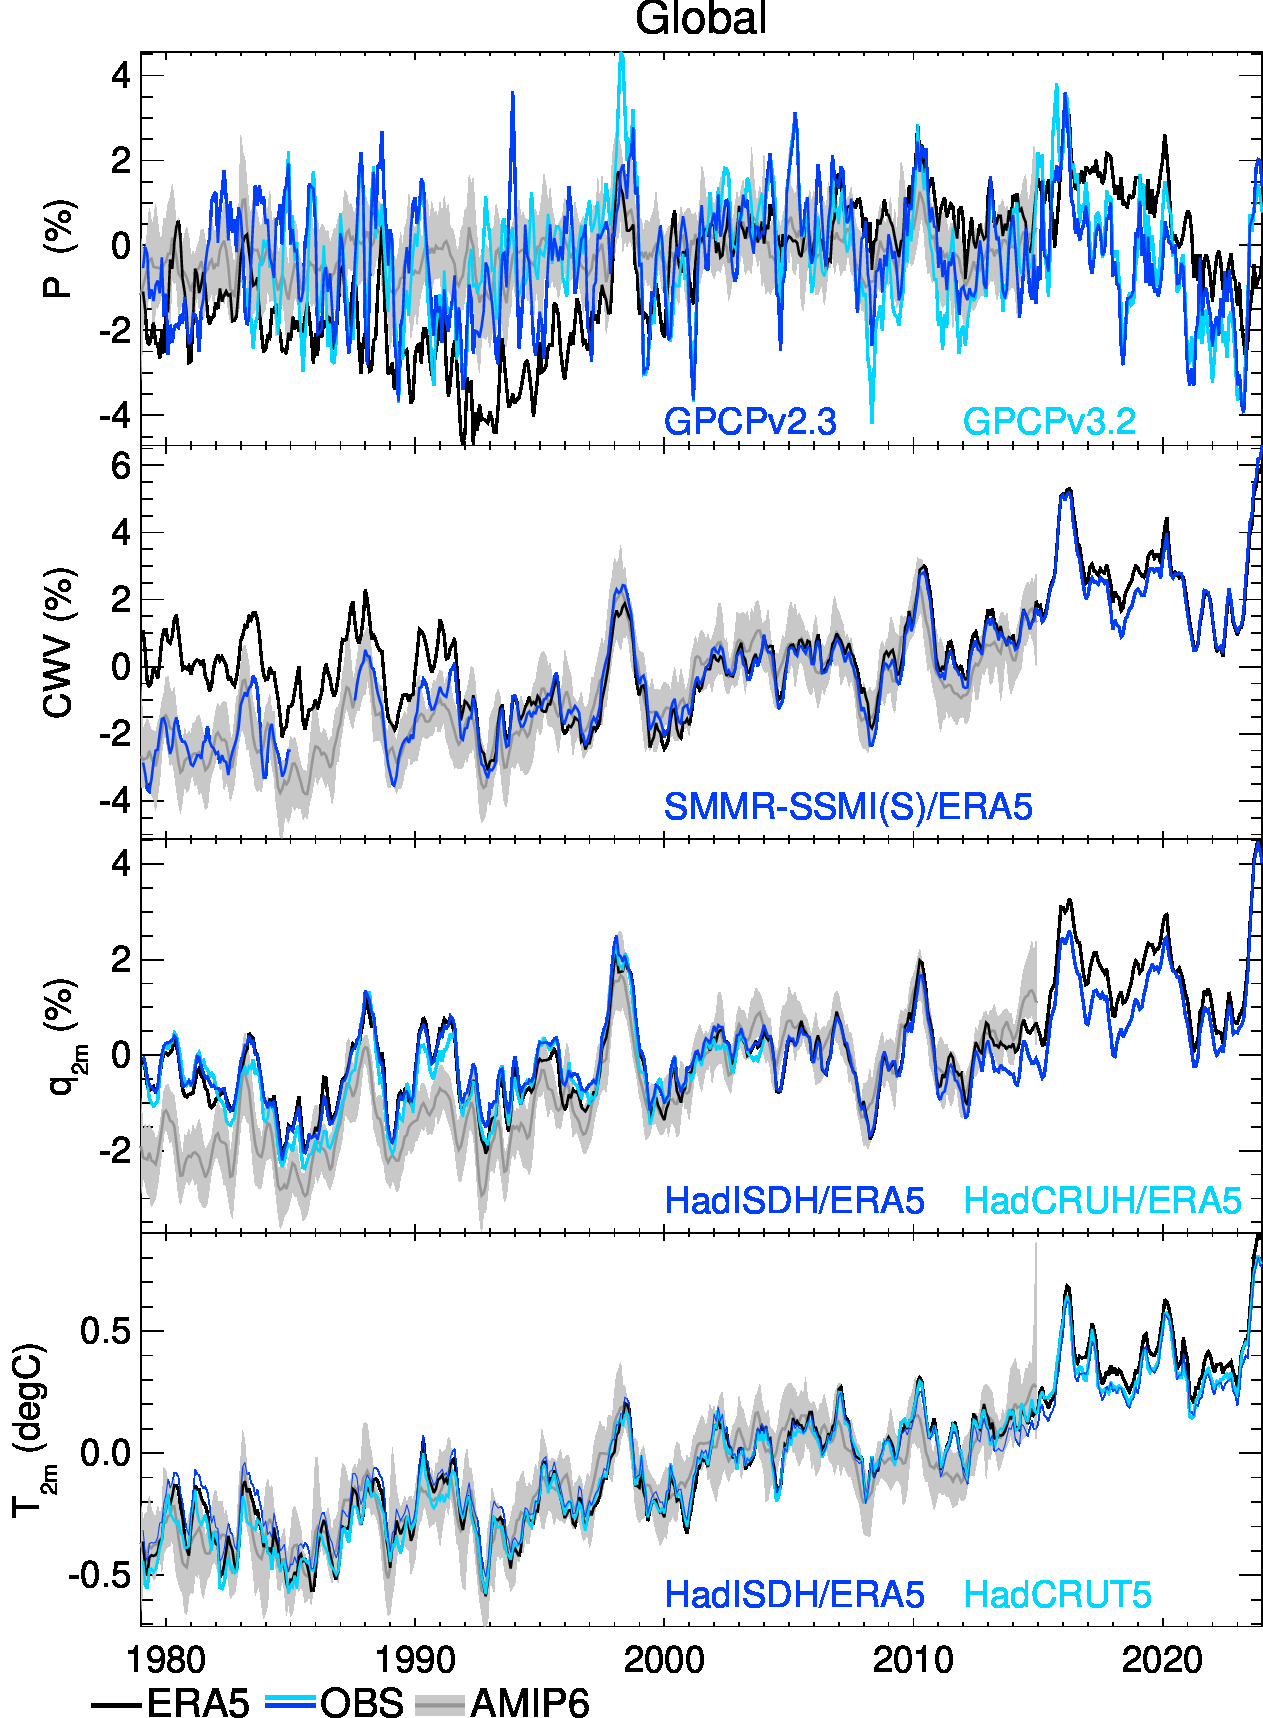 Global
P (%)
4
2
0
-2
-4
GPCPv2.3 GPCPv3.2
CWV (%)
6
4
2
0
-2
-4
SMMR-SSMI(S)/ERA5
q2m (%)
4
2
0
-2
HadISDH/ERA5 HadCRUH/ERA5
T2m (degC)
0.5
0.0
-0.5
HadISDH/ERA5 HadCRUT5
1980 1990 2000 2010 2020
ERA5 OBS AMIP6